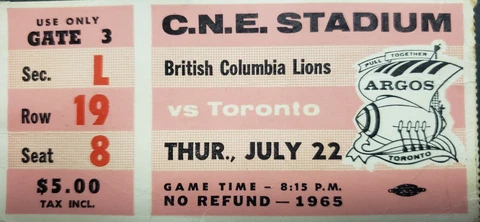 USE ONLY
GATE 3
Sec. L
Row 19
Seat 8
$5.00
TAX INCL.
C.N.E. STADIUM
British Columbia Lions
vs Toronto
THUR., JULY 22
GAME TIME - 8:15 P.M.
NO REFUND - 1965
PULL TOGETHER
ARGOS
TORONTO